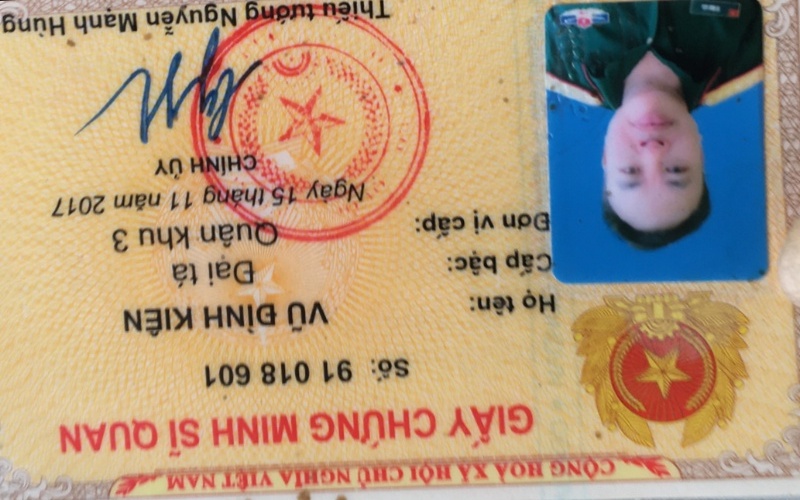 CỘNG HOÀ XÃ HỘI CHỦ NGHĨA VIỆT NAM
GIẤY CHỨNG MINH SĨ QUAN
Số: 91 018 601
Họ tên: VŨ ĐÌNH KIÊN
Cấp bậc: Đại tá
Đơn vị cấp: Quân khu 3
Ngày 15 tháng 11 năm 2017
CHÍNH ỦY
Thiếu tướng Nguyễn Mạnh Hùng